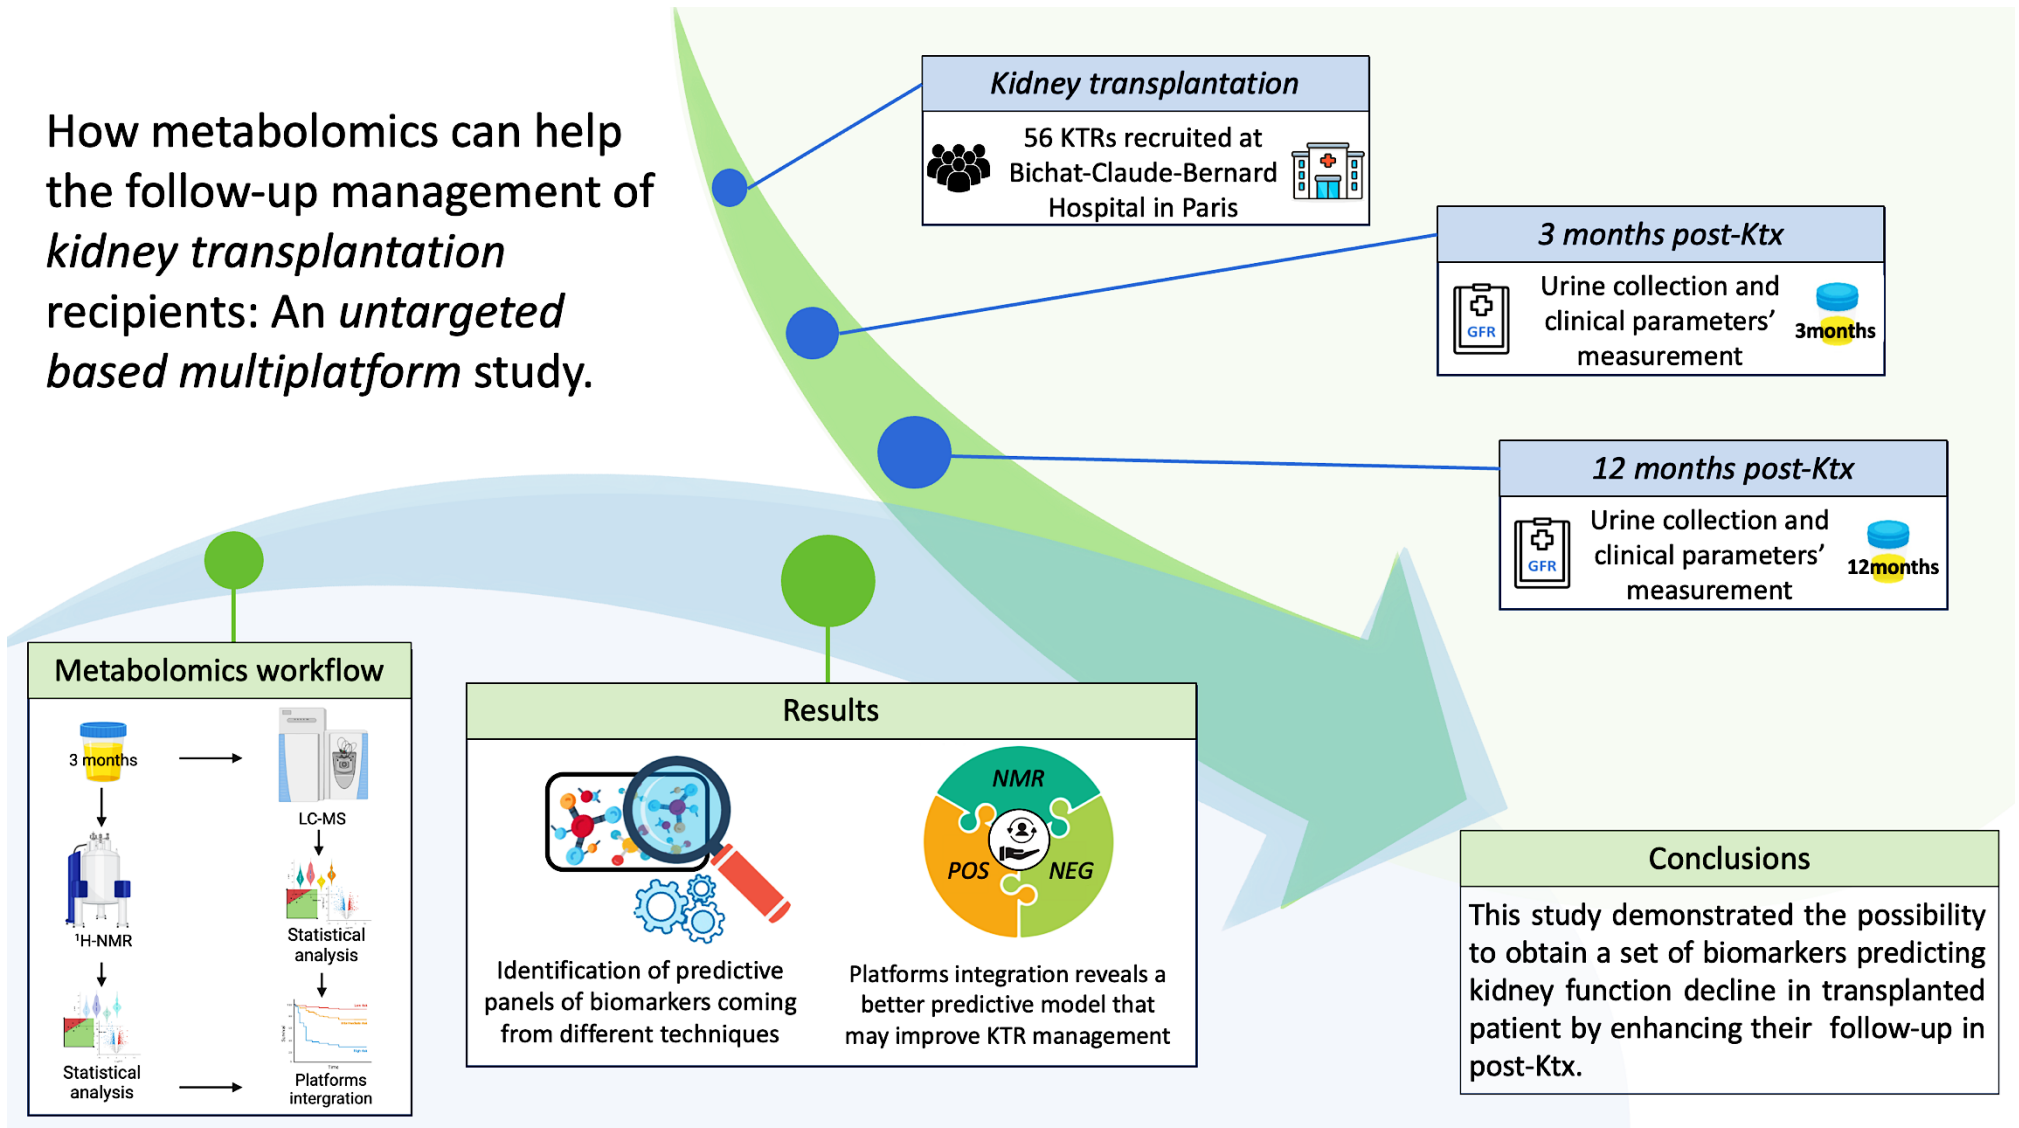 How metabolomics can help
the follow-up management of
kidney transplantation
recipients: An untargeted
based multiplatform study.
Kidney transplantation
56 KTRs recruited at
Bichat-Claude-Bernard
Hospital in Paris
3 months post-Ktx
GFR
Urine collection and
clinical parameters’
measurement
3months
12 months post-Ktx
GFR
Urine collection and
clinical parameters’
measurement
12months
Metabolomics workflow
3 months
LC-MS
¹H-NMR
Statistical
analysis
Statistical
analysis
Platforms
intergration
Results
Identification of predictive
panels of biomarkers coming
from different techniques
NMR
POS
NEG
Platforms integration reveals a
better predictive model that
may improve KTR management
Conclusions
This study demonstrated the possibility
to obtain a set of biomarkers predicting
kidney function decline in transplanted
patient by enhancing their follow-up in
post-Ktx.